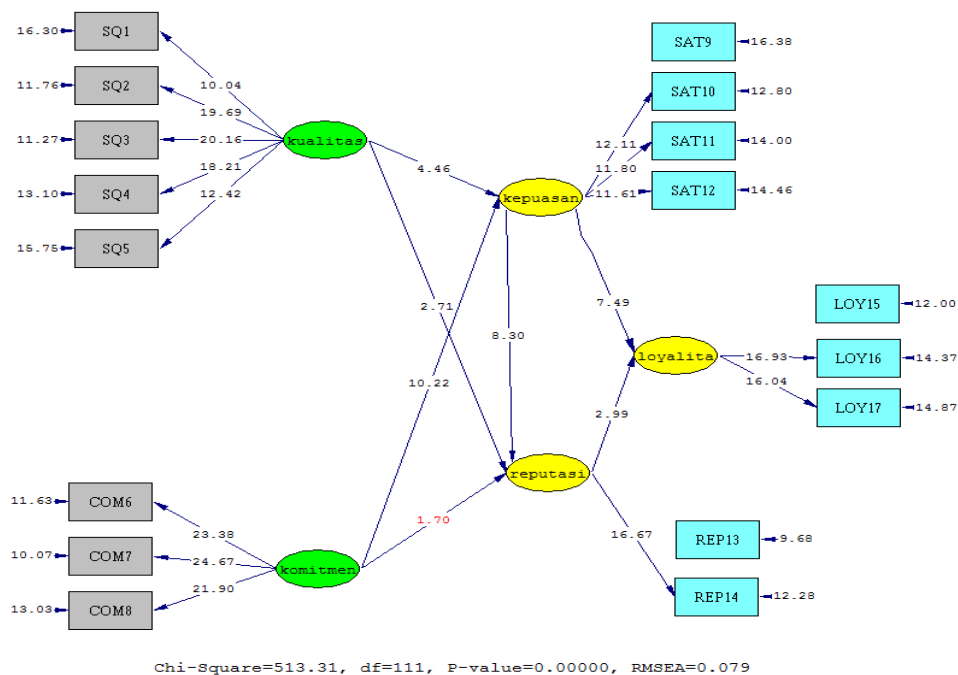 16.30 SQ1
11.76 SQ2
11.27 SQ3
13.10 SQ4
15.75 SQ5
10.04
19.69
20.16
18.21
12.42
kualitas
4.46
2.71
SAT9 16.38
SAT10 12.80
SAT11 14.00
SAT12 14.46
12.11
11.80
11.61
kepuasan
7.49
8.30
10.22
LOY15 12.00
LOY16 14.37
LOY17 14.87
loyalita
16.93
16.04
2.99
reputasi
1.70
16.67
REP13 9.68
REP14 12.28
11.63 COM6
10.07 COM7
13.03 COM8
23.38
24.67
21.90
komitmen
Chi-Square=513.31, df=111, P-value=0.00000, RMSEA=0.079